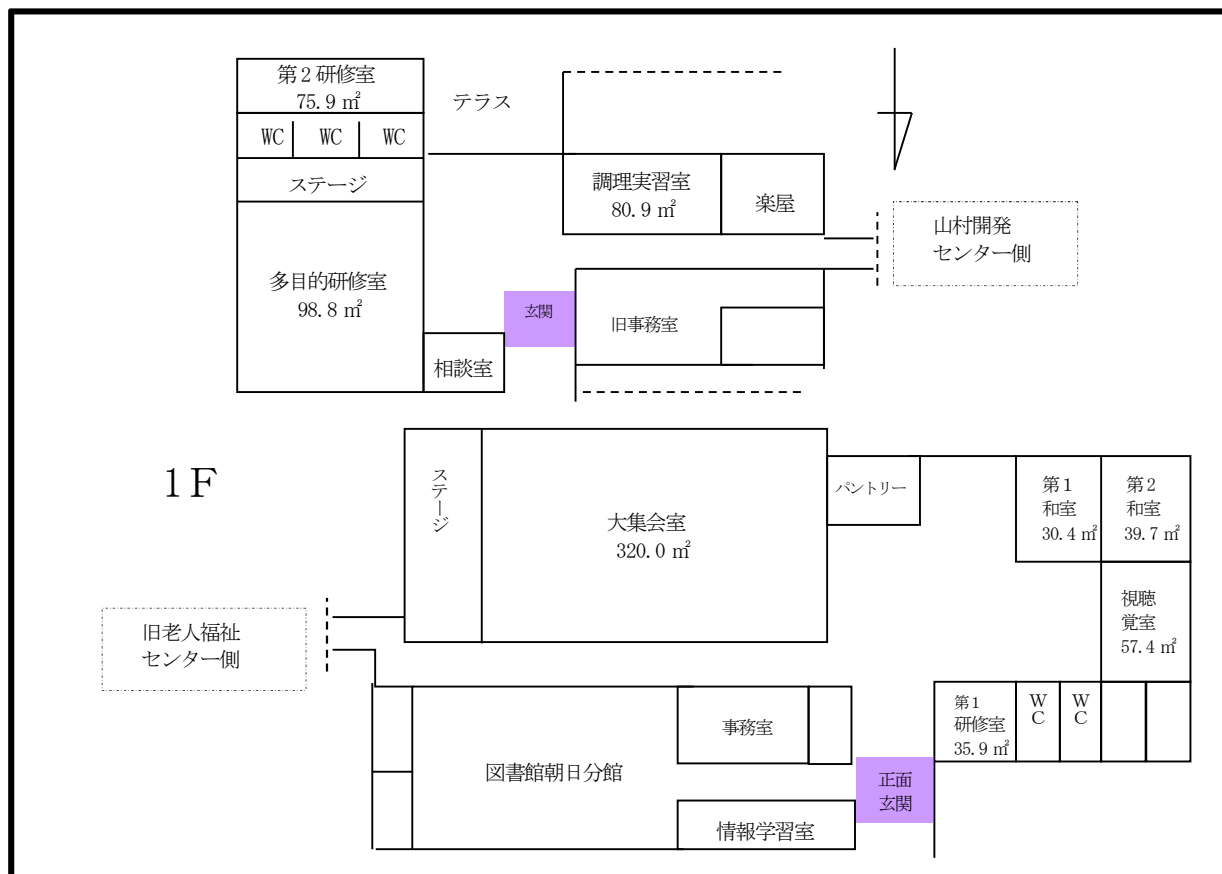 第2研修室
75.9 ㎡
テラス
WC
WC
WC
ステージ
調理実習室
80.9 ㎡
楽屋
山村開発
センター側
多目的研修室
98.8 ㎡
玄関
旧事務室
相談室
1F
ステージ
大集会室
320.0 ㎡
パントリー
第1
和室
30.4 ㎡
第2
和室
39.7 ㎡
視聴
覚室
57.4 ㎡
旧老人福祉
センター側
事務室
第1
研修室
35.9 ㎡
WC
WC
図書館朝日分館
正面
玄関
情報学習室